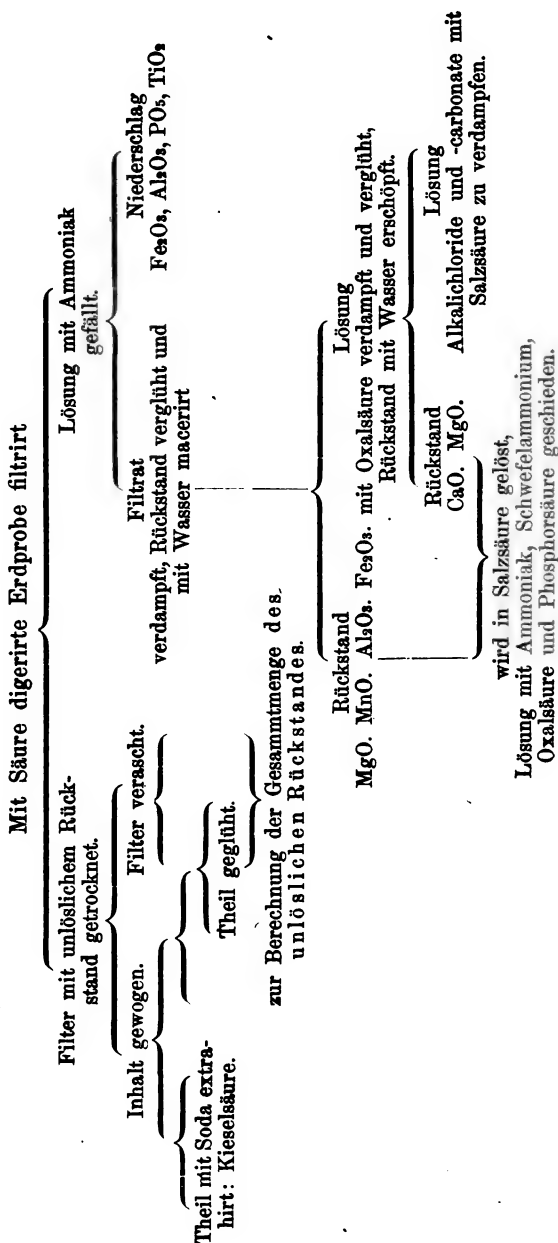 Mit Säure digerirte Erdprobe filtrirt
Filter mit unlöslichem Rück-
stand getrocknet.
Lösung mit Ammoniak
gefällt.
Inhalt gewogen.
Filter verascht.
Theil mit Soda extra-
hirt: Kieselsäure.
Theil geglüht.
zur Berechnung der Gesammtmenge des
unlöslichen Rückstandes.
Filtrat
verdampft, Rückstand verglüht und
mit Wasser macerirt
Niederschlag
Fe₂O₃, Al₂O₃, PO₅, TiO₂
Rückstand
MgO. MnO. Al₂O₃. Fe₂O₃.
Lösung
mit Oxalsäure verdampft und verglüht,
Rückstand mit Wasser erschöpft.
Rückstand
CaO. MgO.
Lösung
Alkalichloride und -carbonate mit
Salzsäure zu verdampfen.
wird in Salzsäure gelöst,
Lösung mit Ammoniak, Schwefelammonium,
Oxalsäure und Phosphorsäure geschieden.